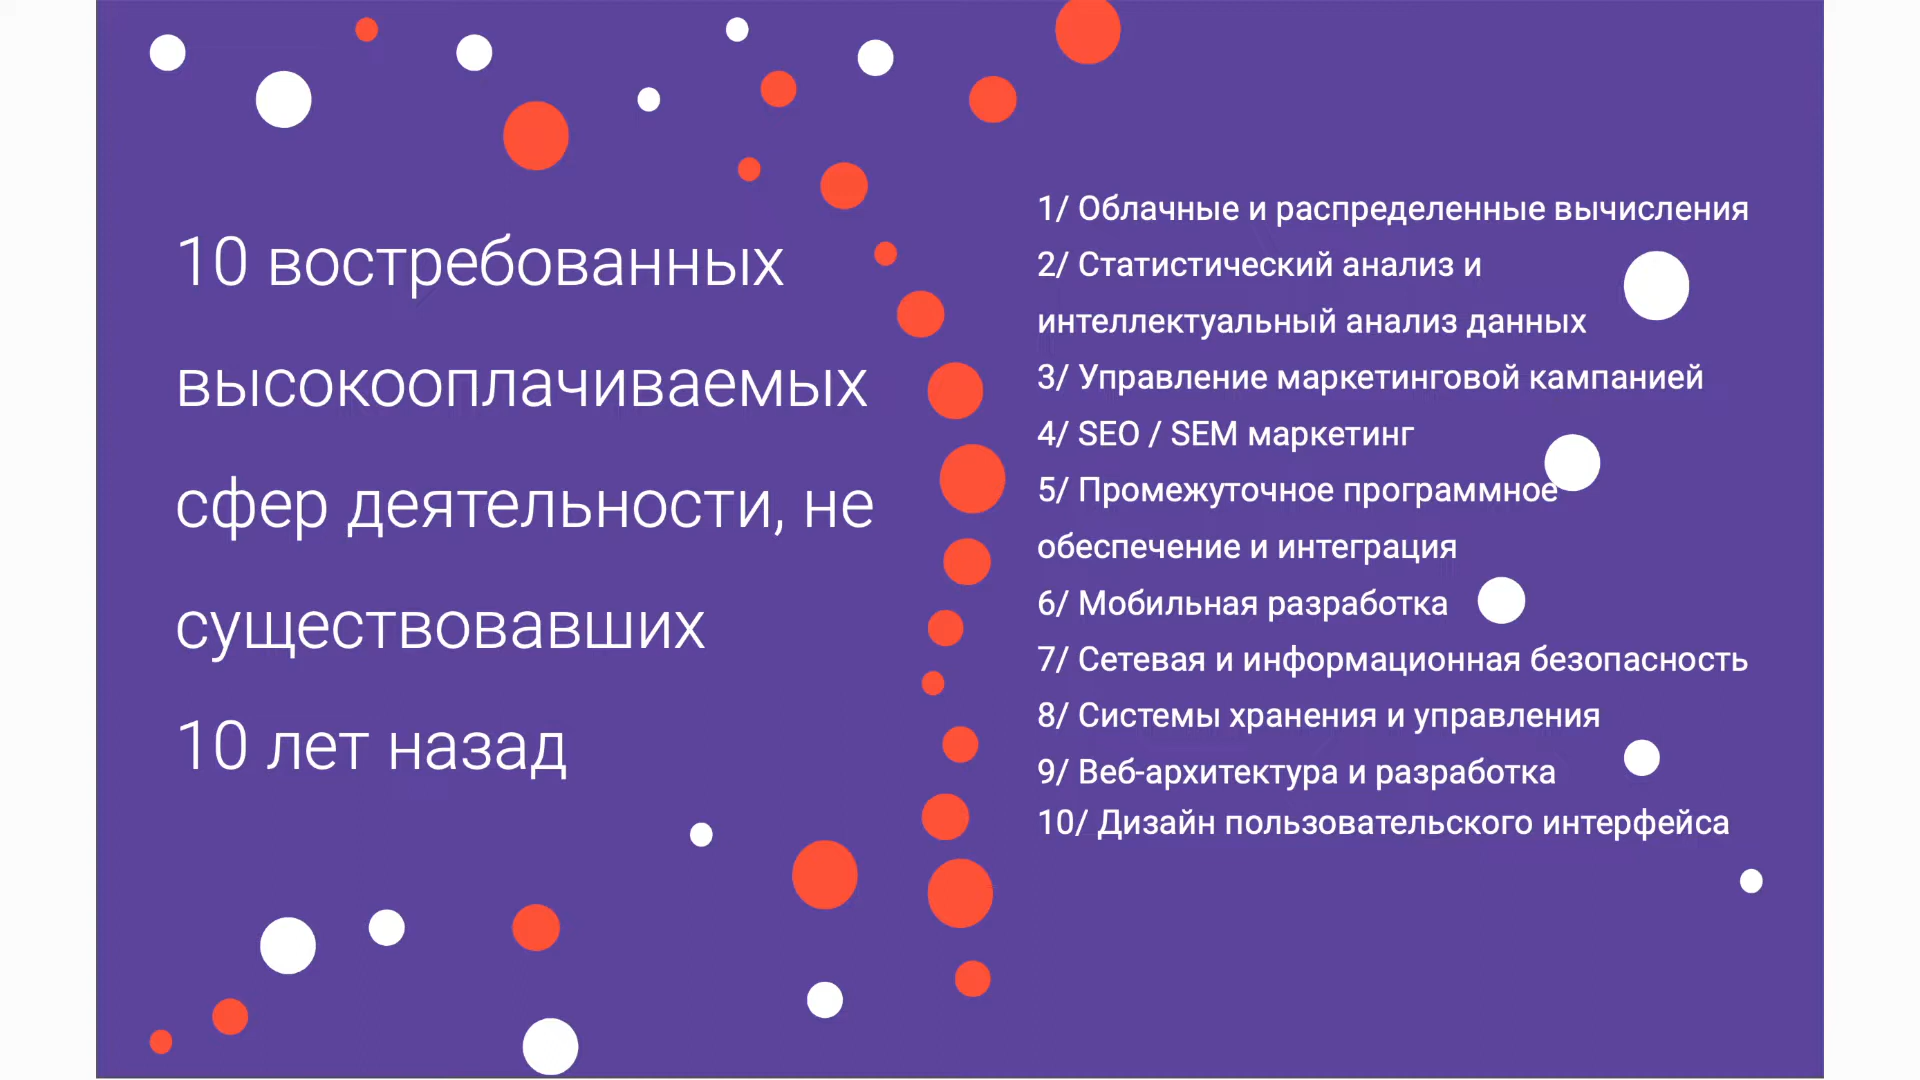 10 востребованных
высокооплачиваемых
сфер деятельности, не
существовавших
10 лет назад
1/ Облачные и распределенные вычисления
2/ Статистический анализ и
интеллектуальный анализ данных
3/ Управление маркетинговой кампанией
4/ SEO / SEM маркетинг
5/ Промежуточное программное
обеспечение и интеграция
6/ Мобильная разработка
7/ Сетевая и информационная безопасность
8/ Системы хранения и управления
9/ Веб-архитектура и разработка
10/ Дизайн пользовательского интерфейса